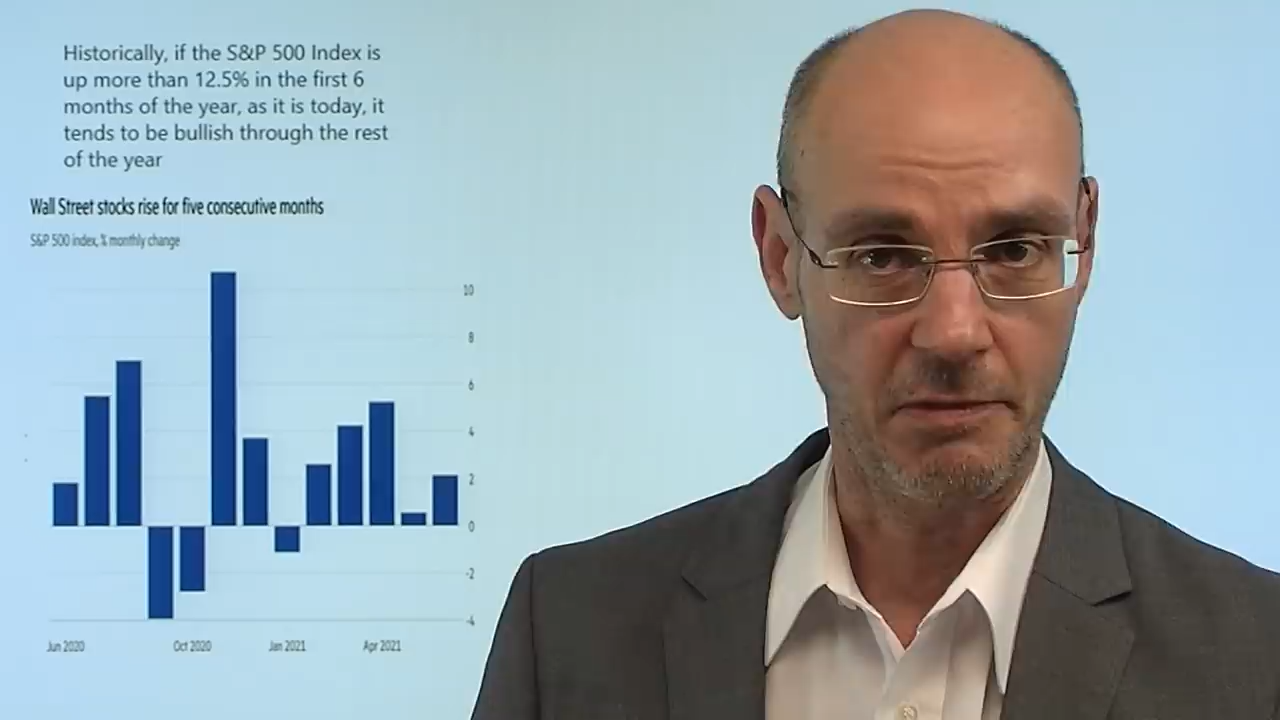 Historically, if the S&P 500 Index is
up more than 12.5% in the first 6
months of the year, as it is today, it
tends to be bullish through the rest
of the year
Wall Street stocks rise for five consecutive months
S&P 500 index, % monthly change
10
8
6
4
2
0
-2
-4
Jun 2020 Oct 2020 Jan 2021 Apr 2021